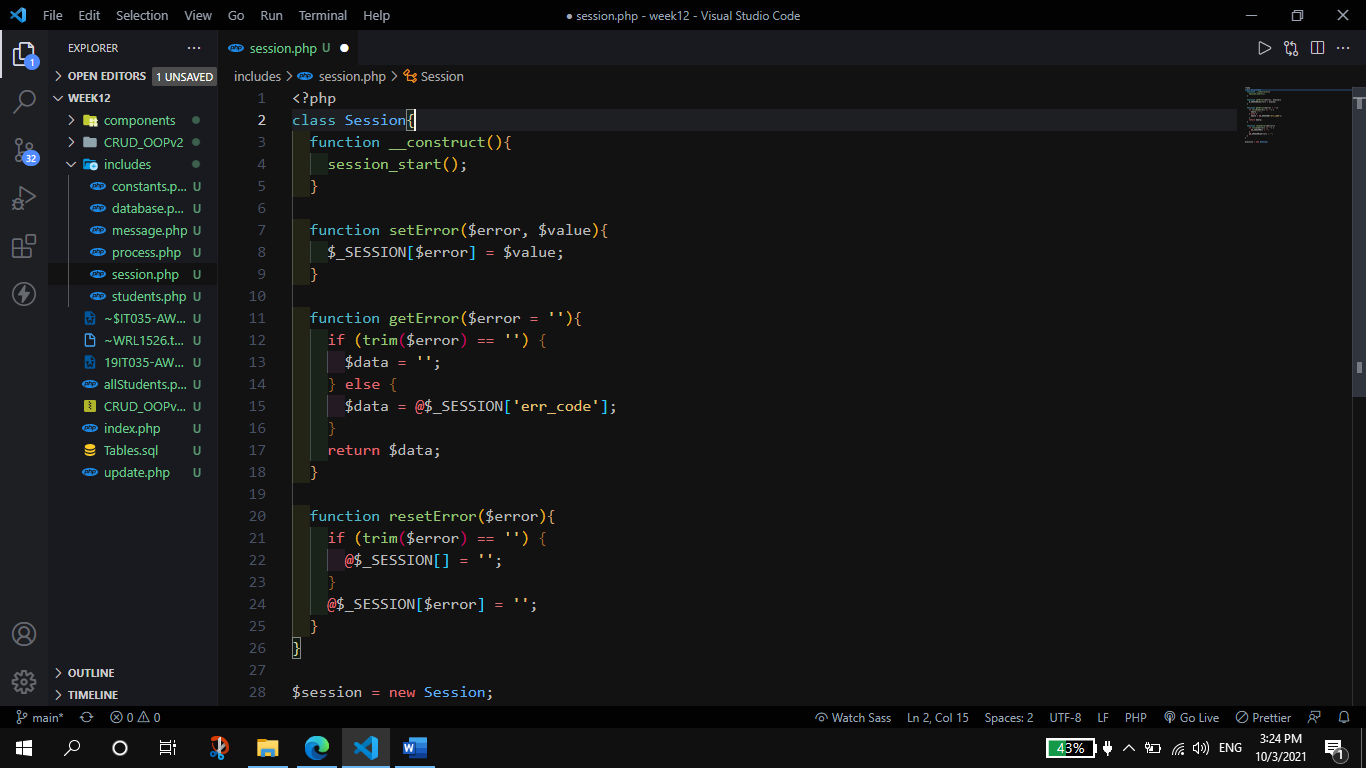 File Edit Selection View Go Run Terminal Help
● session.php - week12 - Visual Studio Code
EXPLORER
session.php U ●
OPEN EDITORS 1 UNSAVED
includes > session.php > Session
WEEK12
components
CRUD_OOPv2
includes
constants.p... U
database.p... U
message.php U
process.php U
session.php U
students.php U
~$IT035-AW... U
~WRL1526.t... U
19IT035-AW... U
allStudents.p... U
CRUD_OOPv... U
index.php U
Tables.sql U
update.php U
OUTLINE
TIMELINE
1
32
1 <?php
2 class Session{
3 function __construct(){
4 session_start();
5 }
6
7 function setError($error, $value){
8 $_SESSION[$error] = $value;
9 }
10
11 function getError($error = ''){
12 if (trim($error) == '') {
13 $data = '';
14 } else {
15 $data = @$_SESSION['err_code'];
16 }
17 return $data;
18 }
19
20 function resetError($error){
21 if (trim($error) == '') {
22 @$_SESSION[] = '';
23 }
24 @$_SESSION[$error] = '';
25 }
26 }
27
28 $session = new Session;
main* 0 0 Watch Sass Ln 2, Col 15 Spaces: 2 UTF-8 LF PHP Go Live Prettier
43% ENG 3:24 PM
10/3/2021 1